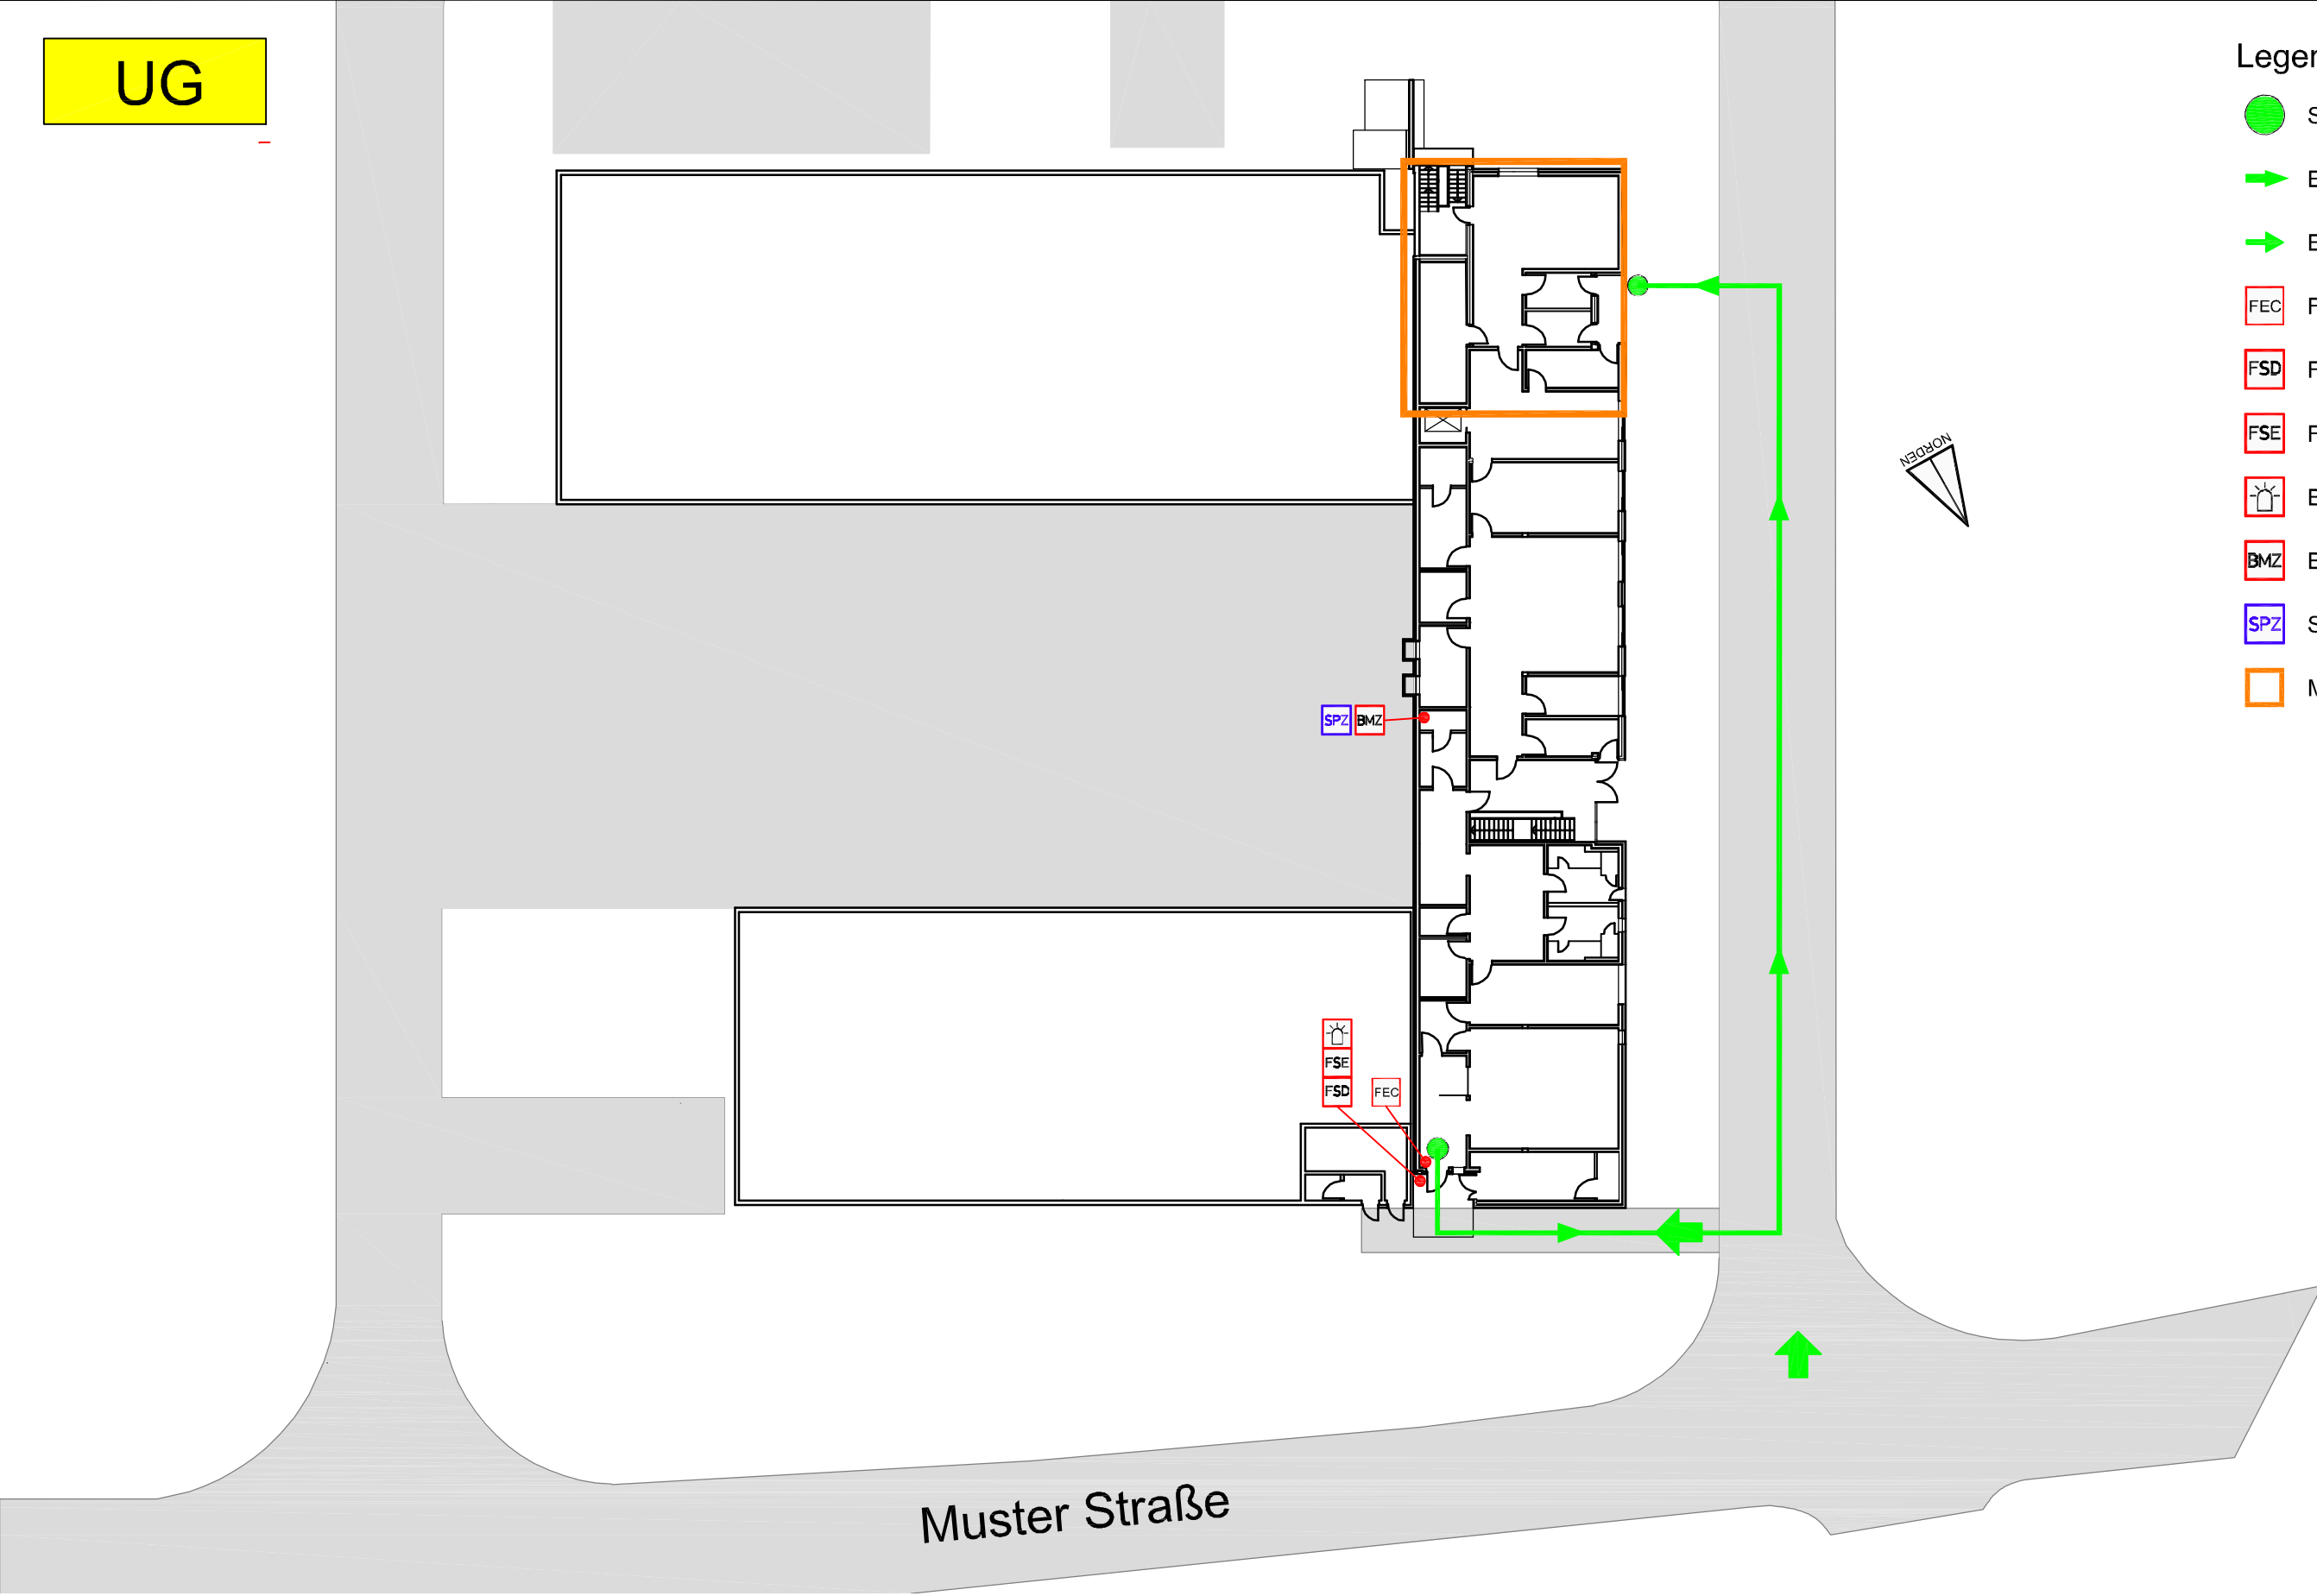 UG
Legen
S
E
E
FEC F
FSD F
FSE F
E
BMZ E
SPZ S
M
NORDEN
SPZ BMZ
FSE
FSD FEC
Muster Straße